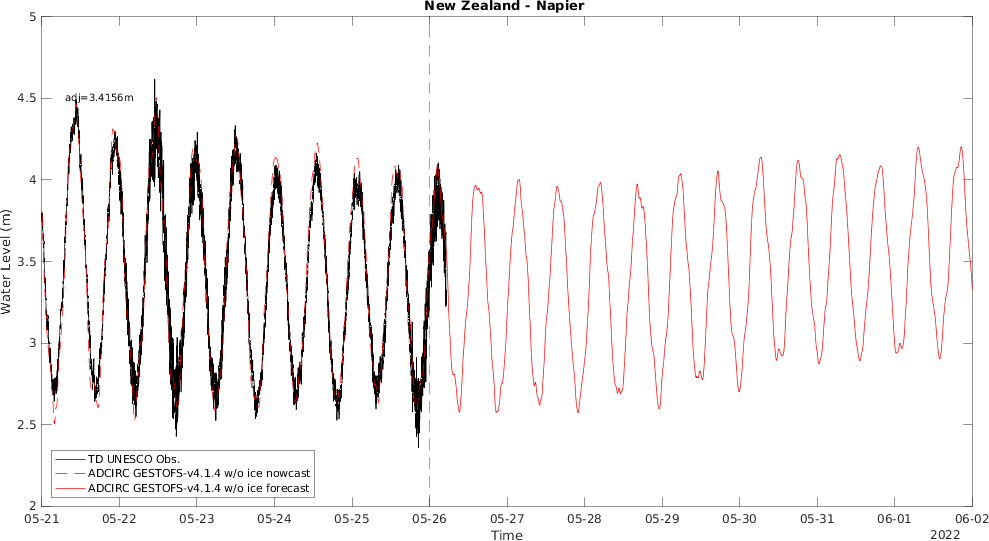 New Zealand - Napier
5
4.5
4
3.5
3
2.5
2
Water Level (m)
adj=3.4156m
TD UNESCO Obs.
ADCIRC GESTOFS-v4.1.4 w/o ice nowcast
ADCIRC GESTOFS-v4.1.4 w/o ice forecast
05-21 05-22 05-23 05-24 05-25 05-26 05-27 05-28 05-29 05-30 05-31 06-01 06-02
Time
2022